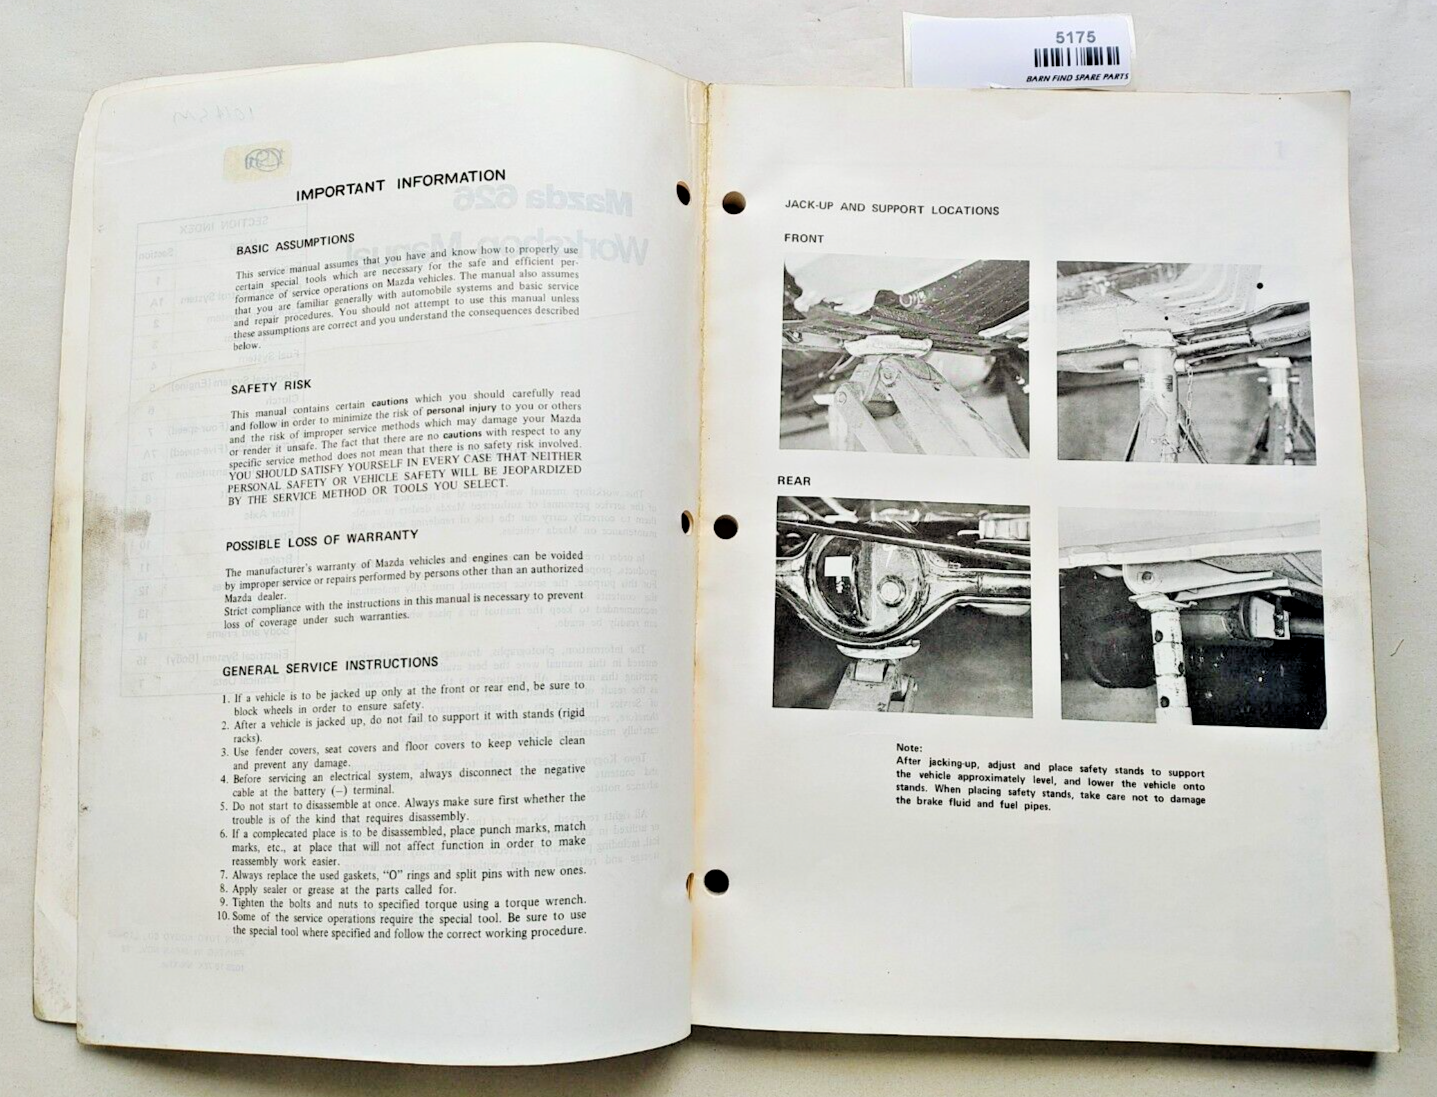 5175
BARN FIND SPARE PARTS
IMPORTANT INFORMATION
BASIC ASSUMPTIONS
This service manual assumes that you have and know how to properly use
certain special tools which are necessary for the safe and efficient per-
formance of service operations on Mazda vehicles. The manual also assumes
that you are familiar generally with automobile systems and basic service
and repair procedures. You should not attempt to use this manual unless
these assumptions are correct and you understand the consequences described
below.
SAFETY RISK
This manual contains certain cautions which you should carefully read
and follow in order to minimize the risk of personal injury to you or others
and the risk of improper service methods which may damage your Mazda
or render it unsafe. The fact that there are no cautions with respect to any
specific service method does not mean that there is no safety risk involved.
YOU SHOULD SATISFY YOURSELF IN EVERY CASE THAT NEITHER
PERSONAL SAFETY OR VEHICLE SAFETY WILL BE JEOPARDIZED
BY THE SERVICE METHOD OR TOOLS YOU SELECT.
POSSIBLE LOSS OF WARRANTY
The manufacturer's warranty of Mazda vehicles and engines can be voided
by improper service or repairs performed by persons other than an authorized
Mazda dealer.
Strict compliance with the instructions in this manual is necessary to prevent
loss of coverage under such warranties.
GENERAL SERVICE INSTRUCTIONS
1. If a vehicle is to be jacked up only at the front or rear end, be sure to
block wheels in order to ensure safety.
2. After a vehicle is jacked up, do not fail to support it with stands (rigid
racks).
3. Use fender covers, seat covers and floor covers to keep vehicle clean
and prevent any damage.
4. Before servicing an electrical system, always disconnect the negative
cable at the battery (−) terminal.
5. Do not start to disassemble at once. Always make sure first whether the
trouble is of the kind that requires disassembly.
6. If a complecated place is to be disassembled, place punch marks, match
marks, etc., at place that will not affect function in order to make
reassembly work easier.
7. Always replace the used gaskets, "O" rings and split pins with new ones.
8. Apply sealer or grease at the parts called for.
9. Tighten the bolts and nuts to specified torque using a torque wrench.
10. Some of the service operations require the special tool. Be sure to use
the special tool where specified and follow the correct working procedure.
JACK-UP AND SUPPORT LOCATIONS
FRONT
REAR
Note:
After jacking-up, adjust and place safety stands to support
the vehicle approximately level, and lower the vehicle onto
stands. When placing safety stands, take care not to damage
the brake fluid and fuel pipes.